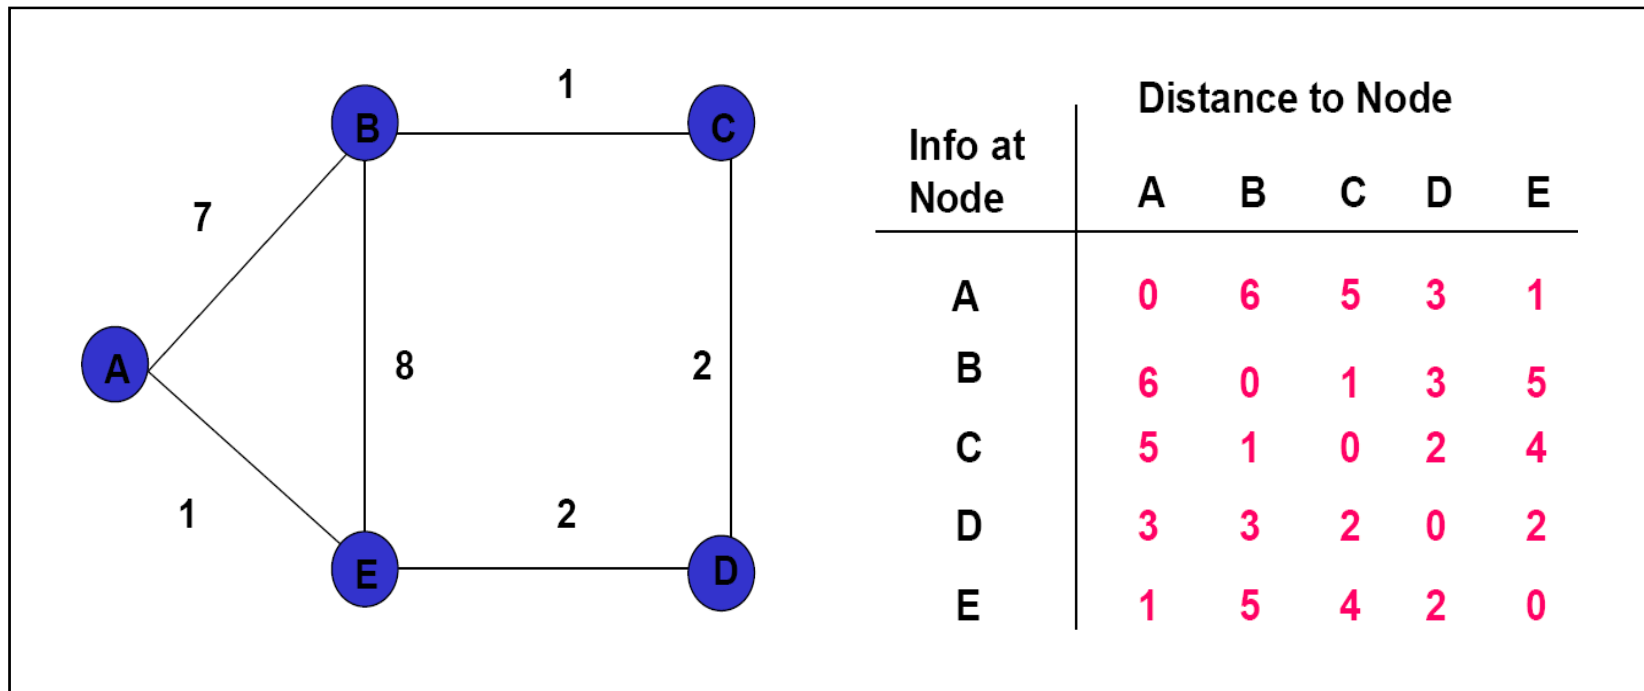 1
B
C
7
A
8
2
1
2
E
D
Distance to Node
Info at
Node
A B C D E
A 0 6 5 3 1
B 6 0 1 3 5
C 5 1 0 2 4
D 3 3 2 0 2
E 1 5 4 2 0